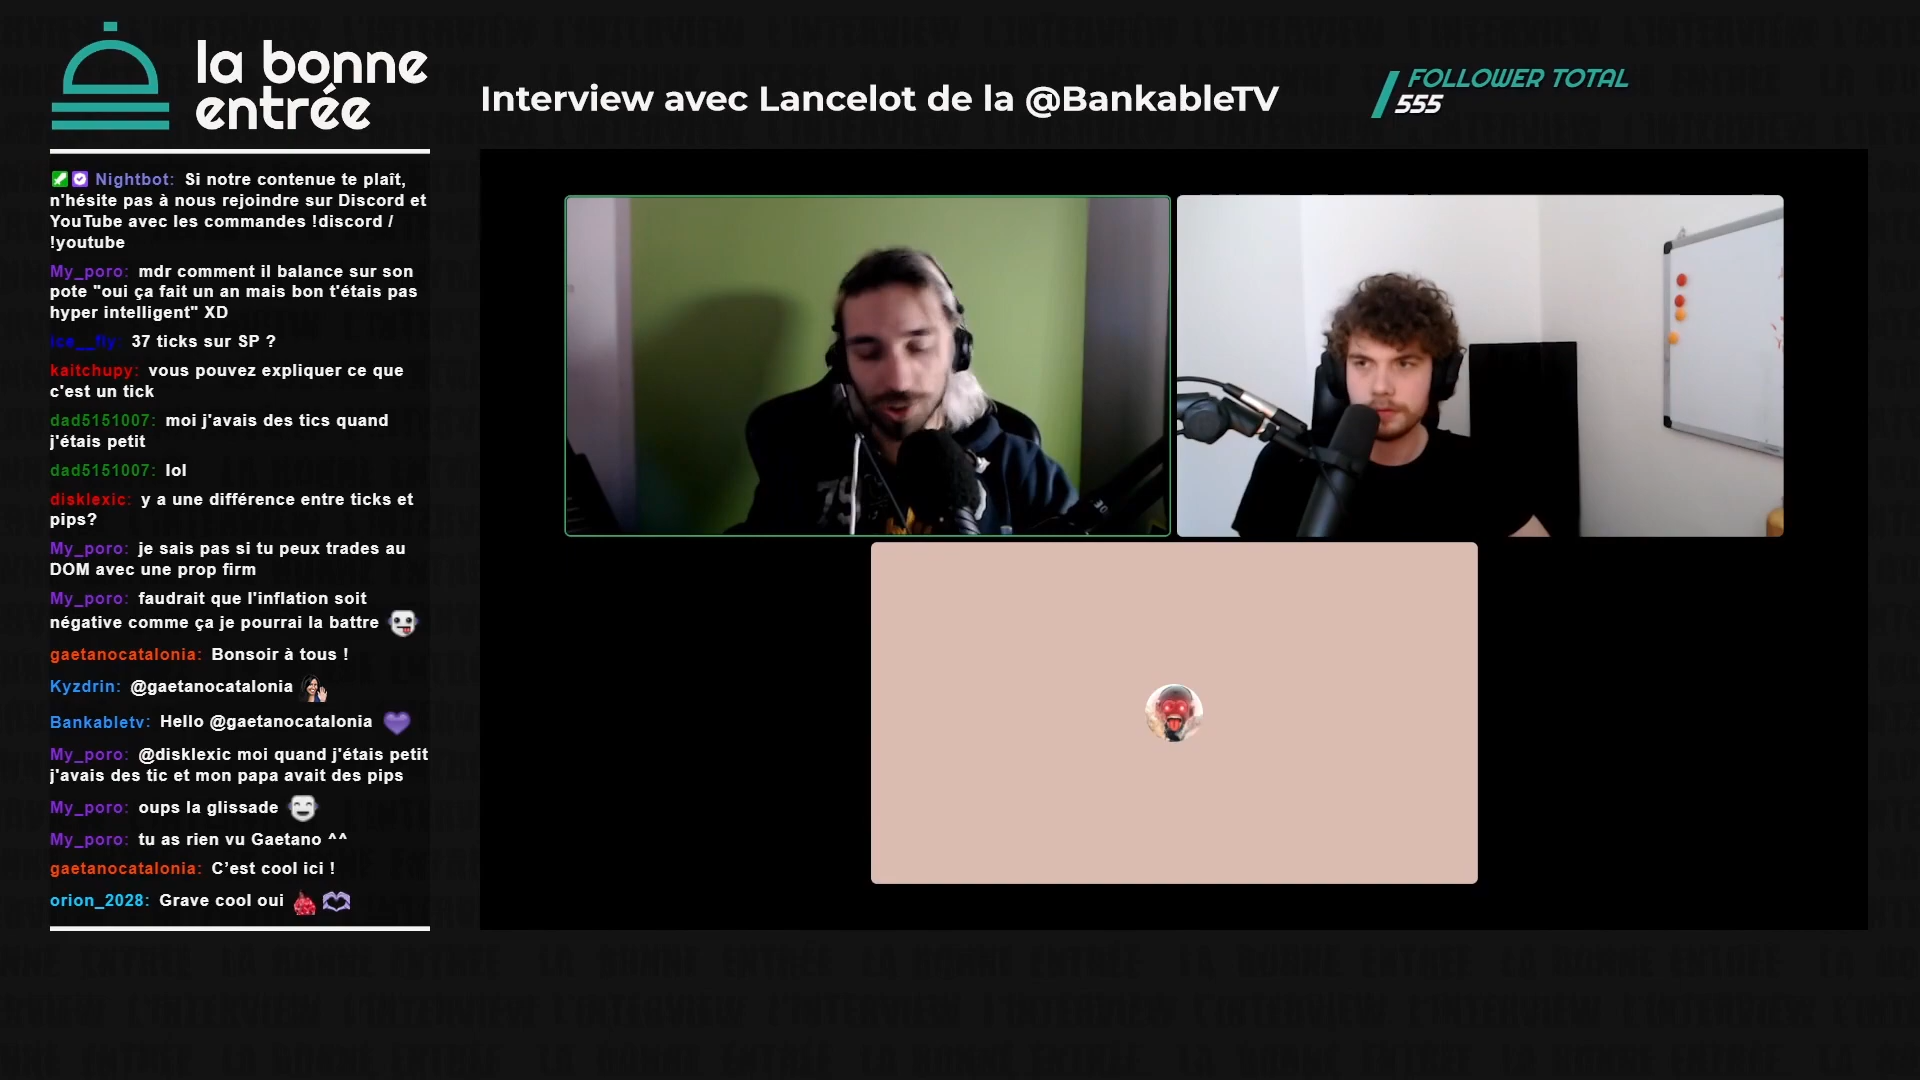 la bonne
entrée
Interview avec Lancelot de la @BankableTV
FOLLOWER TOTAL
555
Nightbot: Si notre contenue te plaît,
n'hésite pas à nous rejoindre sur Discord et
YouTube avec les commandes !discord /
!youtube
My_poro: mdr comment il balance sur son
pote "oui ça fait un an mais bon t'étais pas
hyper intelligent" XD
Ice__fly: 37 ticks sur SP ?
kaitchupy: vous pouvez expliquer ce que
c'est un tick
dad5151007: moi j'avais des tics quand
j'étais petit
dad5151007: lol
disklexic: y a une différence entre ticks et
pips?
My_poro: je sais pas si tu peux trades au
DOM avec une prop firm
My_poro: faudrait que l'inflation soit
négative comme ça je pourrai la battre
gaetanocatalonia: Bonsoir à tous !
Kyzdrin: @gaetanocatalonia
Bankabletv: Hello @gaetanocatalonia
My_poro: @disklexic moi quand j'étais petit
j'avais des tic et mon papa avait des pips
My_poro: oups la glissade
My_poro: tu as rien vu Gaetano ^^
gaetanocatalonia: C'est cool ici !
orion_2028: Grave cool oui